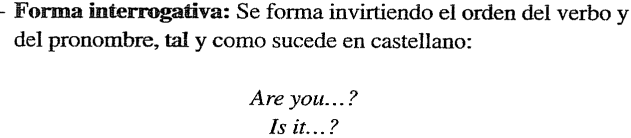 - Forma interrogativa: Se forma invirtiendo el orden del verbo y
del pronombre, tal y como sucede en castellano:
Are you...?
Is it...?